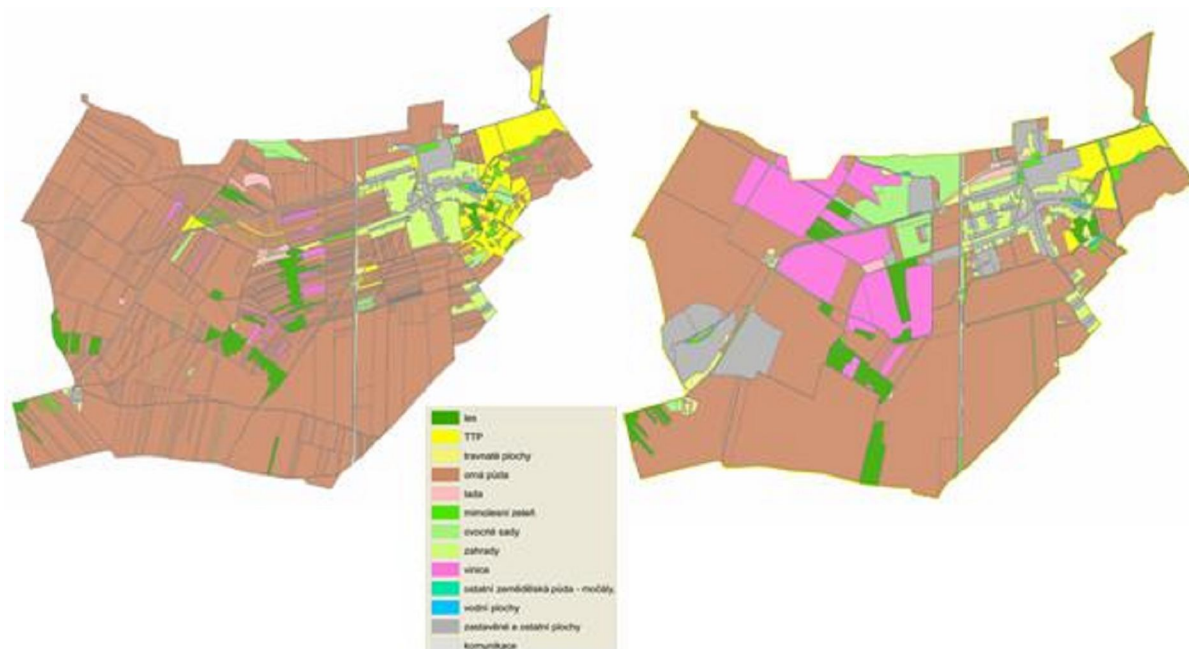 les
TTP
travnaté plochy
orná půda
lada
mimolesní zeleň
ovocné sady
zahrady
vinice
ostatní zemědělská půda - močály,
vodní plochy
zastavěné a ostatní plochy
komunikace